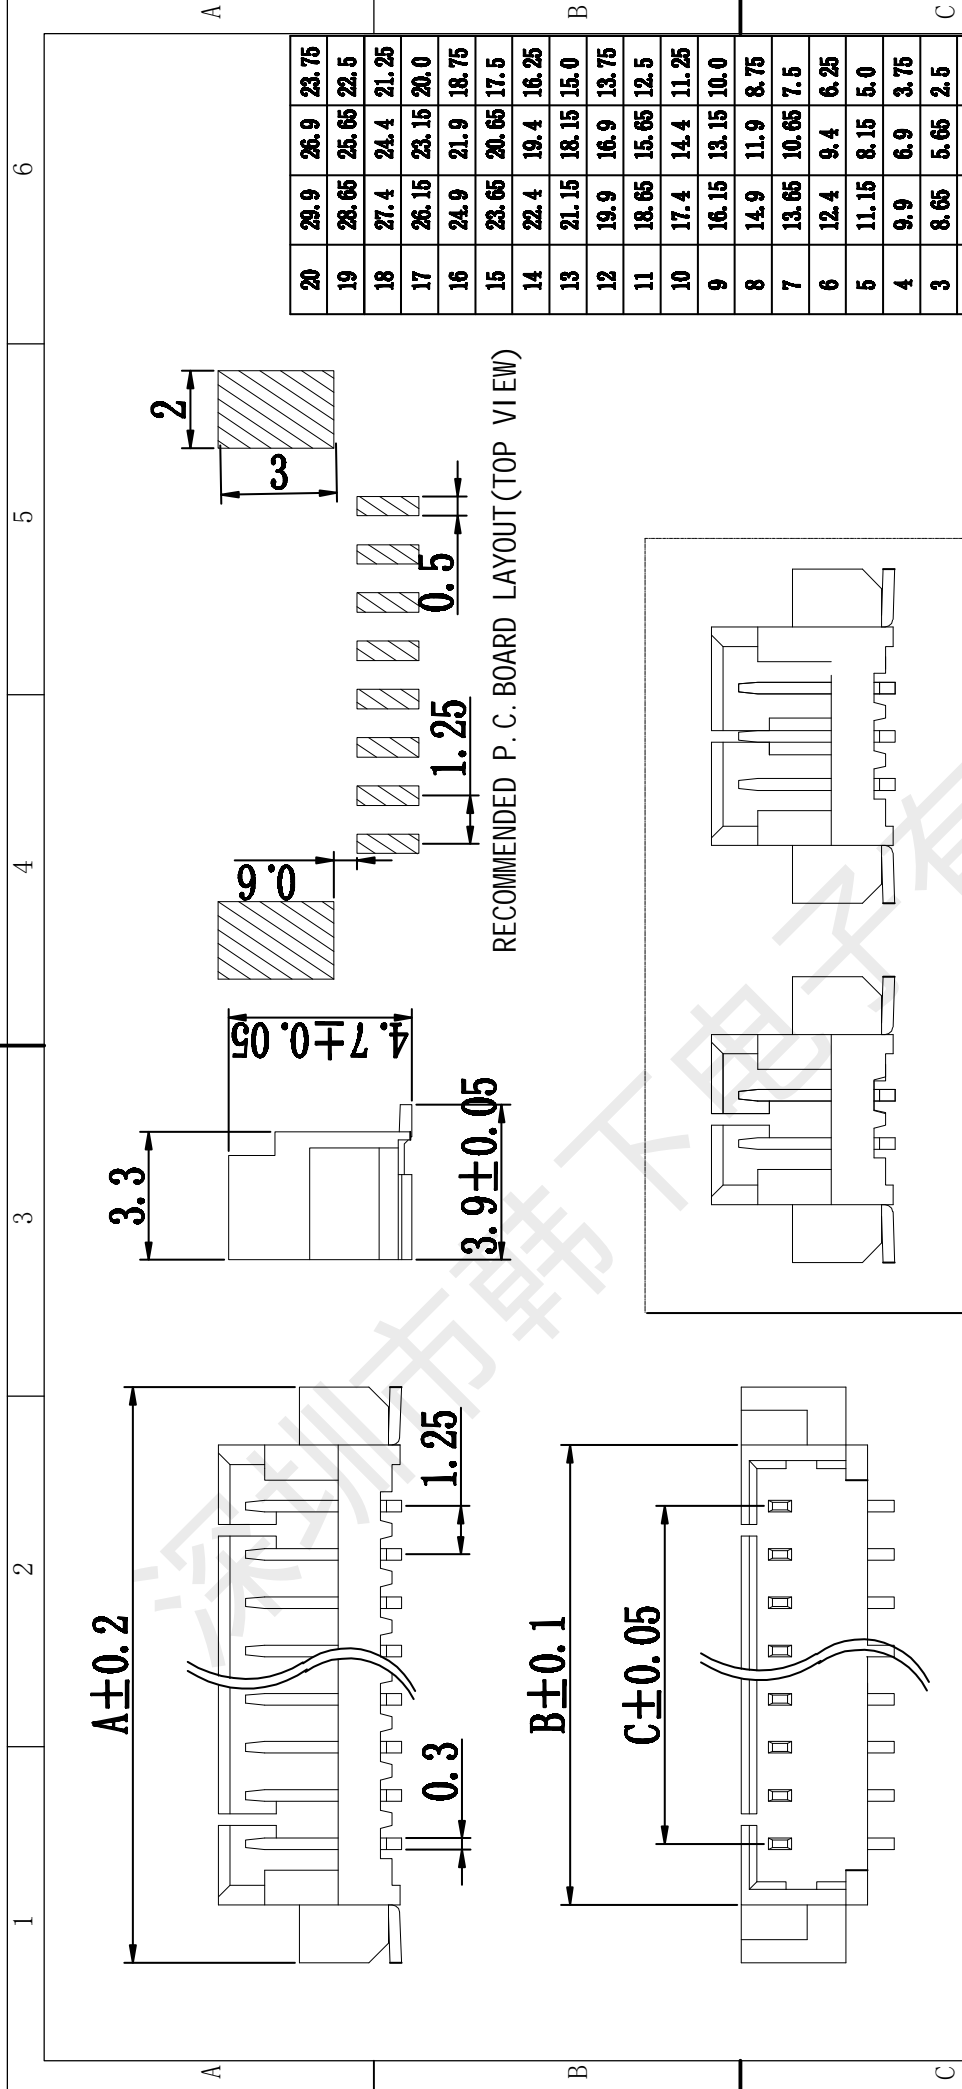 1 2 3 4 5 6
A
B
C
A
B
C
A±0.2
0.3
1.25
3.3
4.7±0.05
3.9±0.05
2
3
0.6
1.25
0.5
RECOMMENDED P.C.BOARD LAYOUT(TOP VIEW)
B±0.1
C±0.05
20 29.9 26.9 23.75
19 28.65 25.65 22.5
18 27.4 24.4 21.25
17 26.15 23.15 20.0
16 24.9 21.9 18.75
15 23.65 20.65 17.5
14 22.4 19.4 16.25
13 21.15 18.15 15.0
12 19.9 16.9 13.75
11 18.65 15.65 12.5
10 17.4 14.4 11.25
9 16.15 13.15 10.0
8 14.9 11.9 8.75
7 13.65 10.65 7.5
6 12.4 9.4 6.25
5 11.15 8.15 5.0
4 9.9 6.9 3.75
3 8.65 5.65 2.5
深圳市韩下电子有